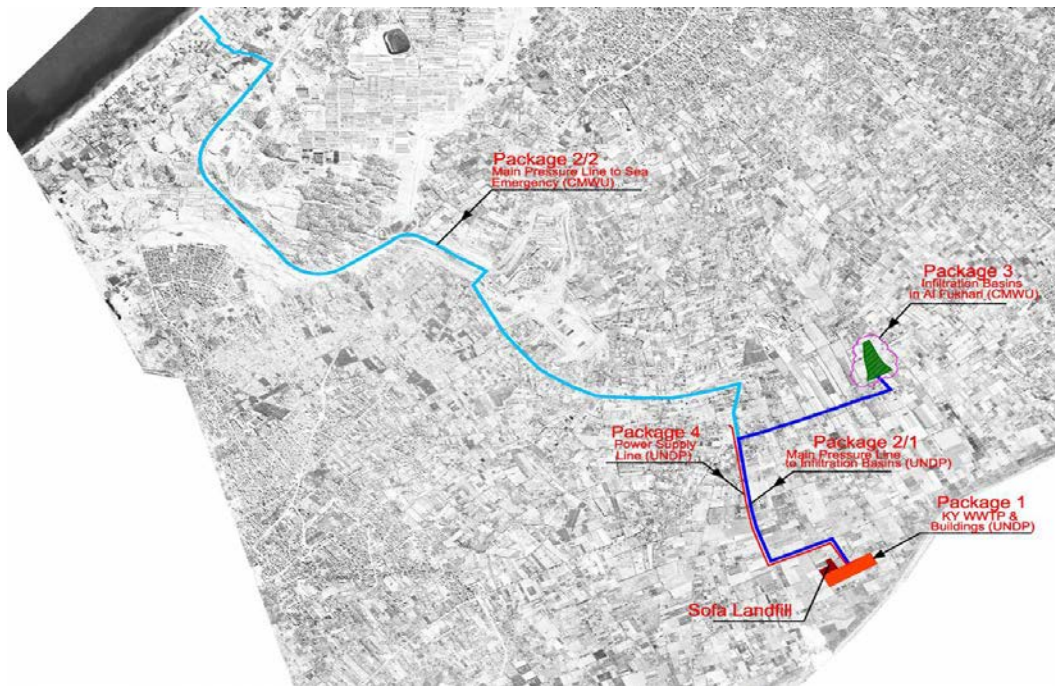 Package 2/2
Main Pressure Line to Sea
Emergency (CMWU)
Package 3
Infiltration Basins
in Al Fukhari (CMWU)
Package 4
Power Supply
Line (UNDP)
Package 2/1
Main Pressure Line
to Infiltration Basins (UNDP)
Package 1
KY WWTP &
Buildings (UNDP)
Sofa Landfill